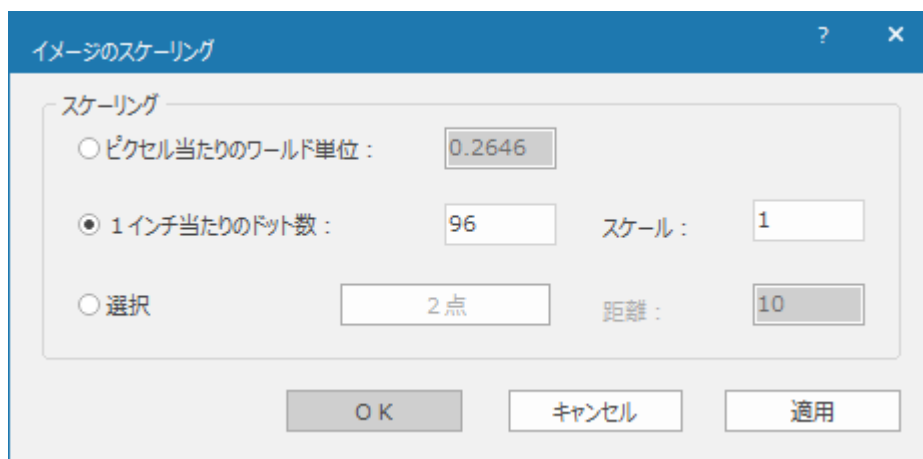 イメージのスケーリング ? ×
スケーリング
ピクセル当たりのワールド単位： 0.2646
１インチ当たりのドット数： 96 スケール： 1
選択 ２点 距離： 10
ＯＫ キャンセル 適用